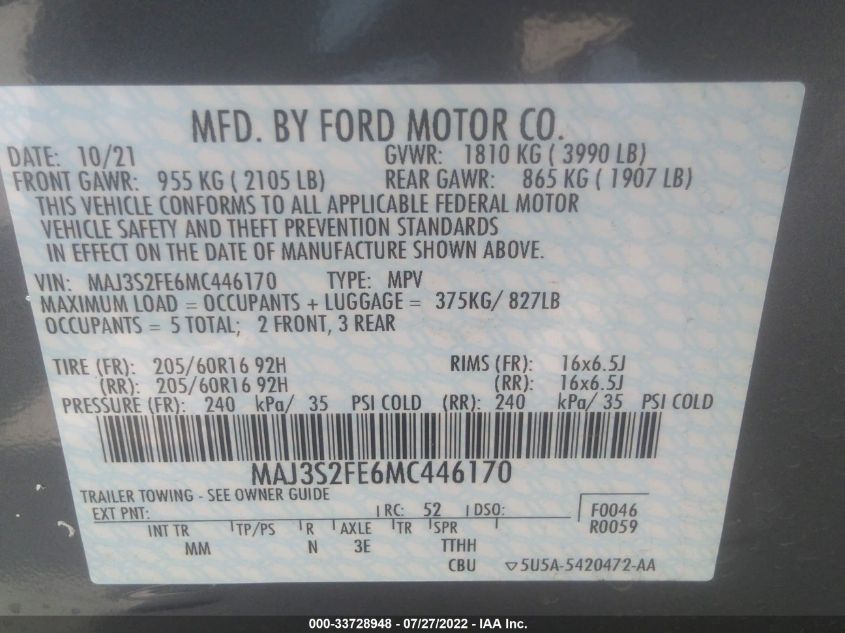 MFD. BY FORD MOTOR CO.
DATE: 10/21 GVWR: 1810 KG ( 3990 LB)
FRONT GAWR: 955 KG ( 2105 LB) REAR GAWR: 865 KG ( 1907 LB)
THIS VEHICLE CONFORMS TO ALL APPLICABLE FEDERAL MOTOR
VEHICLE SAFETY AND THEFT PREVENTION STANDARDS
IN EFFECT ON THE DATE OF MANUFACTURE SHOWN ABOVE.
VIN: MAJ3S2FE6MC446170 TYPE: MPV
MAXIMUM LOAD = OCCUPANTS + LUGGAGE = 375KG/ 827LB
OCCUPANTS = 5 TOTAL; 2 FRONT, 3 REAR
TIRE (FR): 205/60R16 92H RIMS (FR): 16x6.5J
(RR): 205/60R16 92H (RR): 16x6.5J
PRESSURE (FR): 240 kPa/ 35 PSI COLD (RR): 240 kPa/ 35 PSI COLD
MAJ3S2FE6MC446170
TRAILER TOWING - SEE OWNER GUIDE
EXT PNT: RC: 52 DSO: F0046
R0059
INT TR TP/PS R AXLE TR SPR
MM N 3E TTHH
CBU 5U5A-5420472-AA
000-33728948 - 07/27/2022 - IAA Inc.